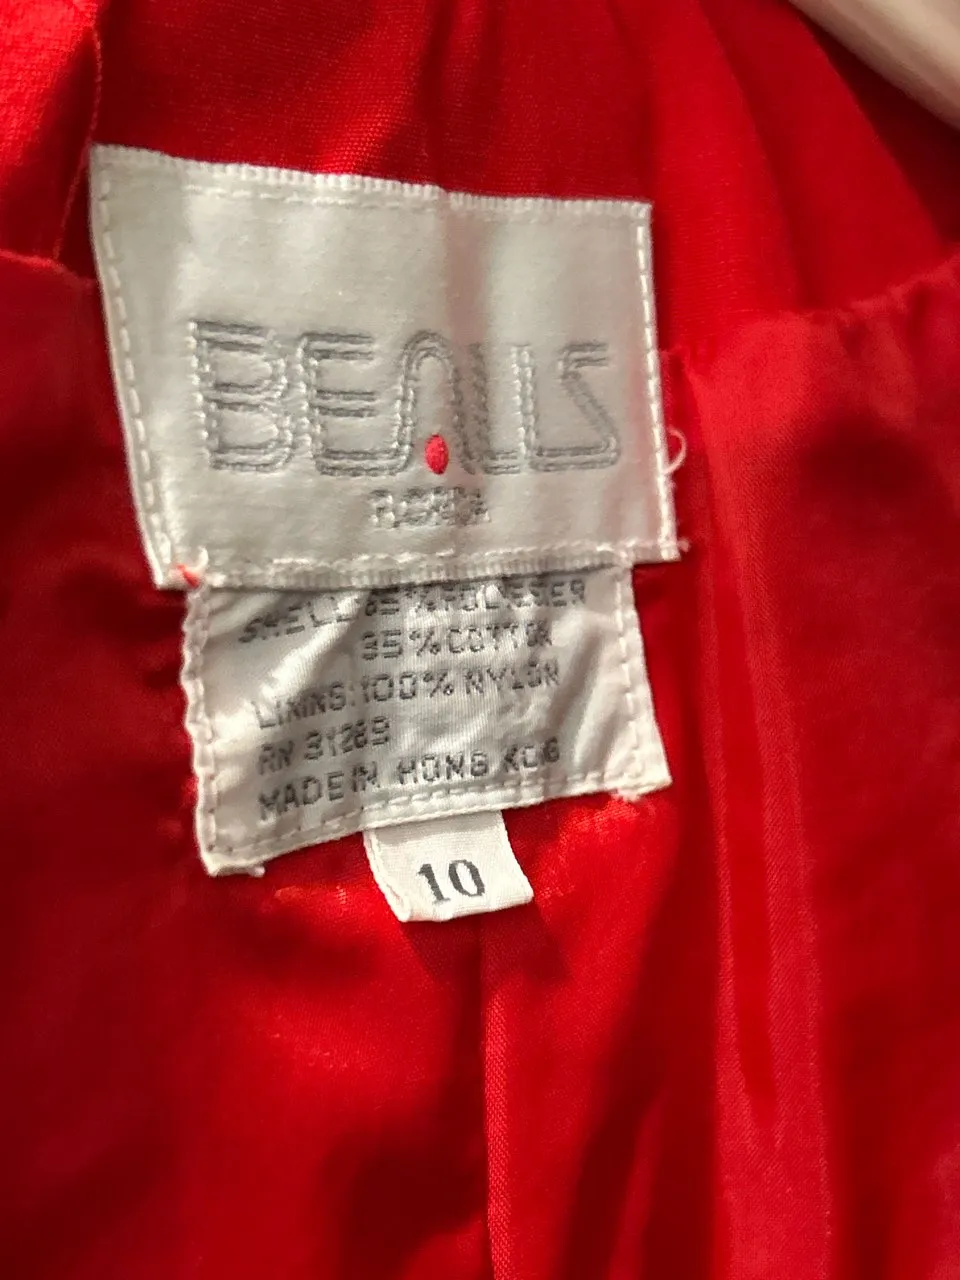 BEALLS
FLORIDA
SHELL: 65% POLYESTER
35% COTTON
LINING: 100% NYLON
RN 31289
MADE IN HONG KONG
10